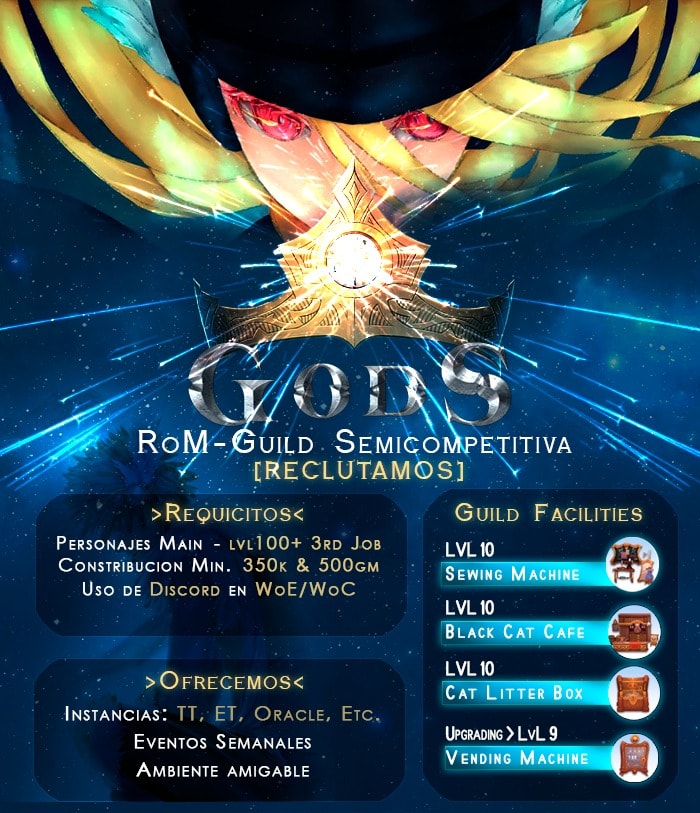 GODS
ROM-GUILD SEMICOMPETITIVA
[RECLUTAMOS]
>REQUICITOS<
PERSONAJES MAIN - LVL100+ 3RD JOB
CONSTRIBUCION MIN. 350K & 500GM
USO DE DISCORD EN WOE/WOC
>OFRECEMOS<
INSTANCIAS: TT, ET, ORACLE, ETC.
EVENTOS SEMANALES
AMBIENTE AMIGABLE
GUILD FACILITIES
LVL 10
SEWING MACHINE
LVL 10
BLACK CAT CAFE
LVL 10
CAT LITTER BOX
UPGRADING > LVL 9
VENDING MACHINE